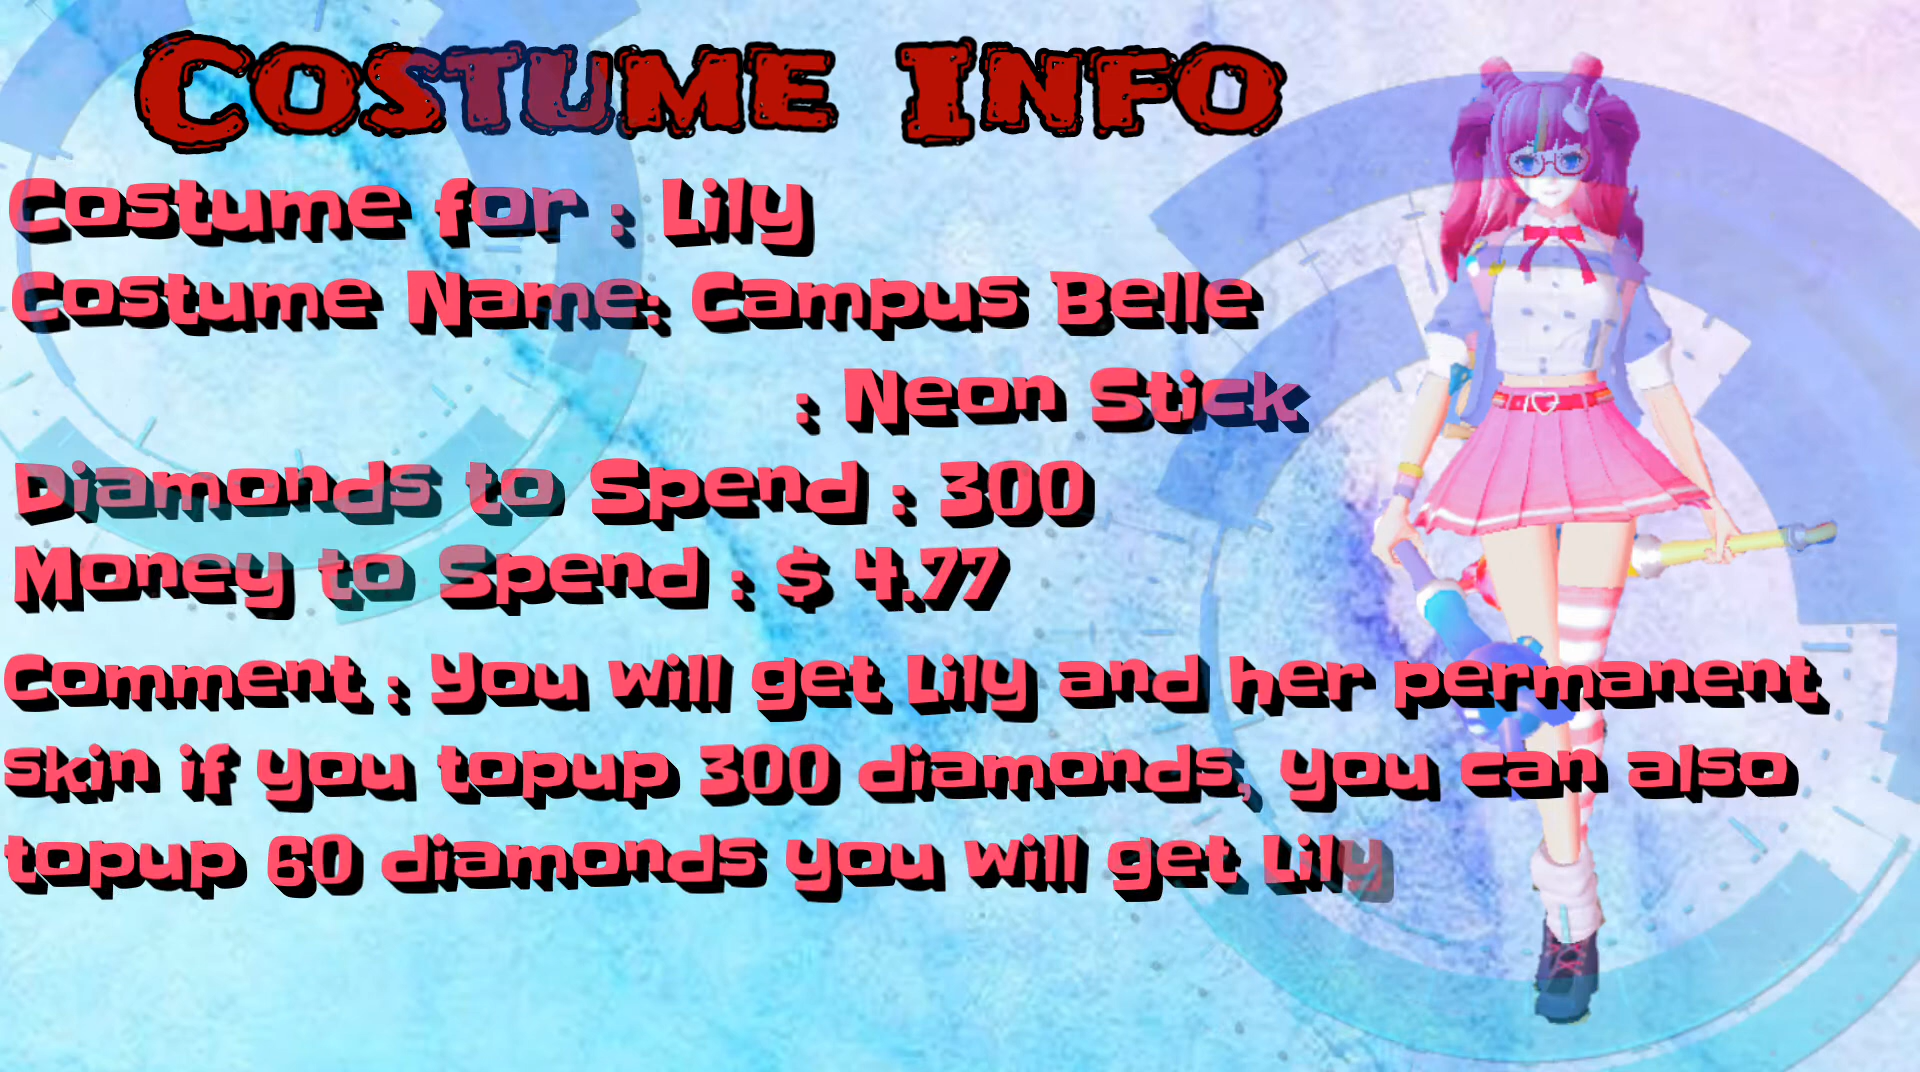 Costume Info
Costume for : Lily
Costume Name: Campus Belle
: Neon Stick
Diamonds to Spend : 300
Money to Spend : $ 4.77
Comment : You will get Lily and her permanent
skin if you topup 300 diamonds, you can also
topup 60 diamonds you will get Lily